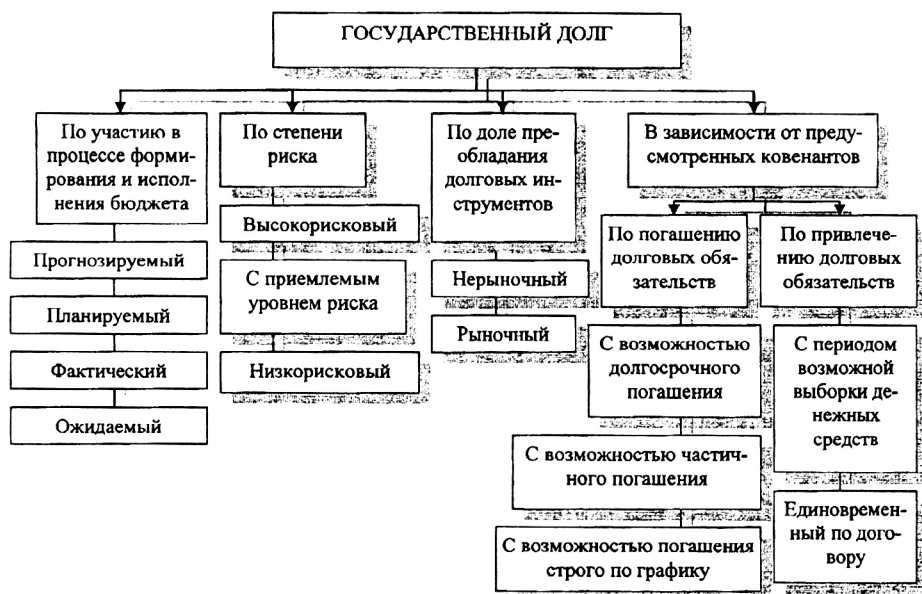 ГОСУДАРСТВЕННЫЙ ДОЛГ
По участию в
процессе форми-
рования и испол-
нения бюджета
Прогнозируемый
Планируемый
Фактический
Ожидаемый
По степени
риска
Высокорисковый
С приемлемым
уровнем риска
Низкорисковый
По доле пре-
обладания
долговых ин-
струментов
Нерыночный
Рыночный
В зависимости от преду-
смотренных ковенантов
По погашению
долговых обя-
зательств
С возможностью
долгосрочного
погашения
С возможностью частич-
ного погашения
С возможностью погашения
строго по графику
По привлече-
нию долговых
обязательств
С периодом
возможной
выборки де-
нежных
средств
Единовремен-
ный по дого-
вору